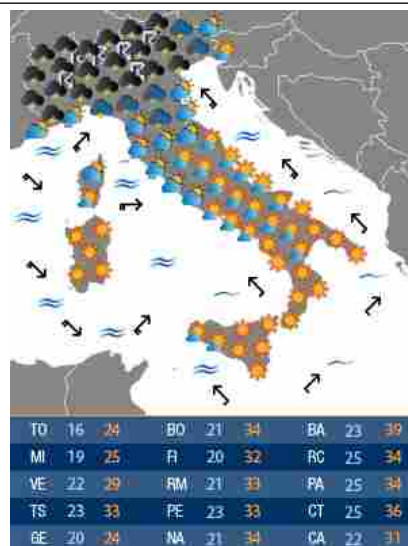 TO 16 24 BO 21 34 BA 23 39
MI 19 25 FI 20 32 RC 25 34
VE 22 29 RM 21 33 PA 25 34
TS 23 33 PE 23 33 CT 25 36
GE 20 24 NA 21 34 CA 22 31